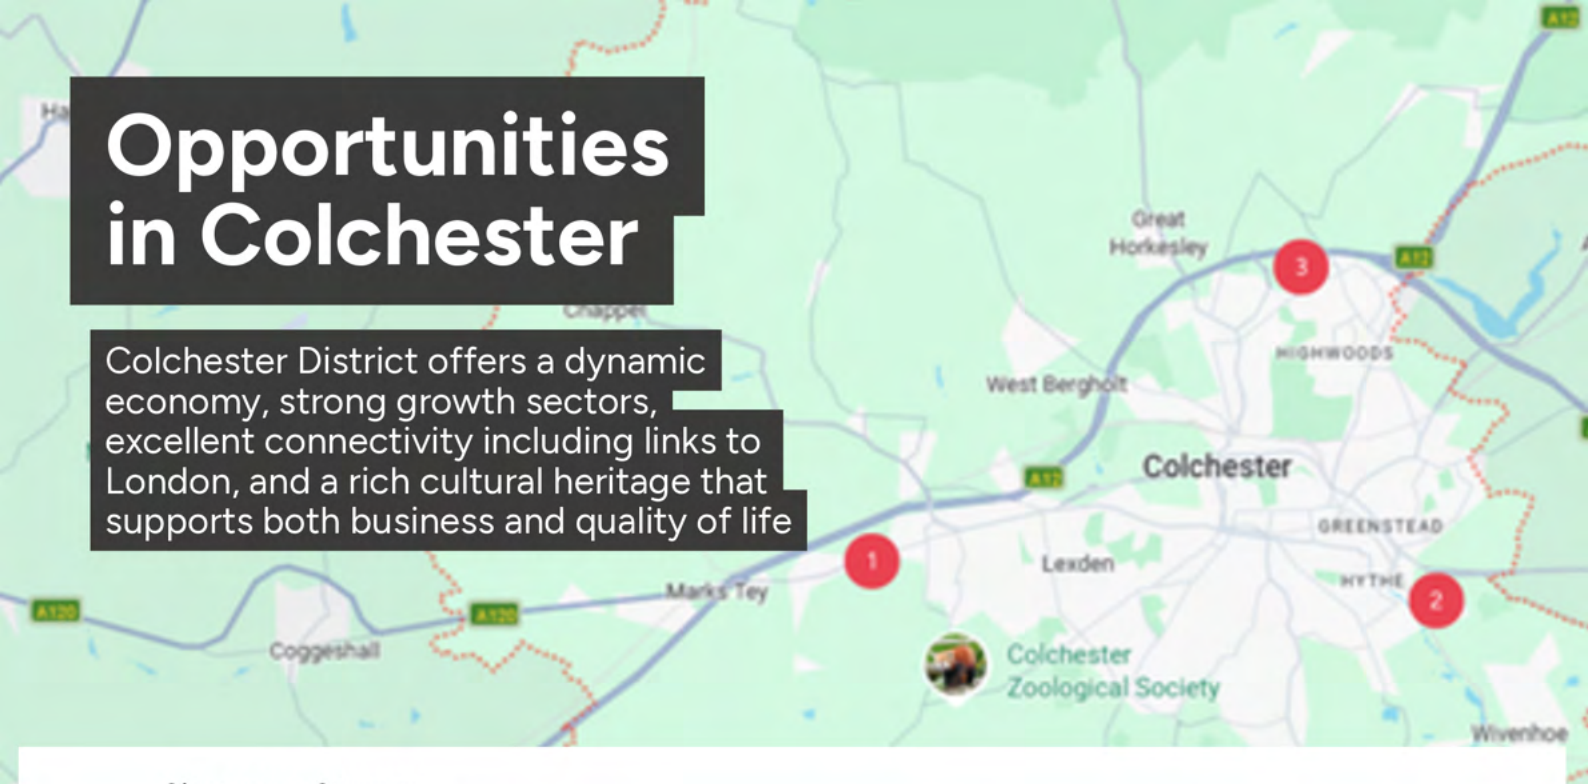 A12
Ha
Opportunities
in Colchester
Great
Horkesley
A12
3
Chappel
HIGHWOODS
Colchester District offers a dynamic
economy, strong growth sectors,
excellent connectivity including links to
London, and a rich cultural heritage that
supports both business and quality of life
West Bergholt
A12
Colchester
GREENSTEAD
1
Lexden
HYTHE
2
Marks Tey
A120
A120
Coggeshall
Colchester
Zoological Society
Wivenhoe